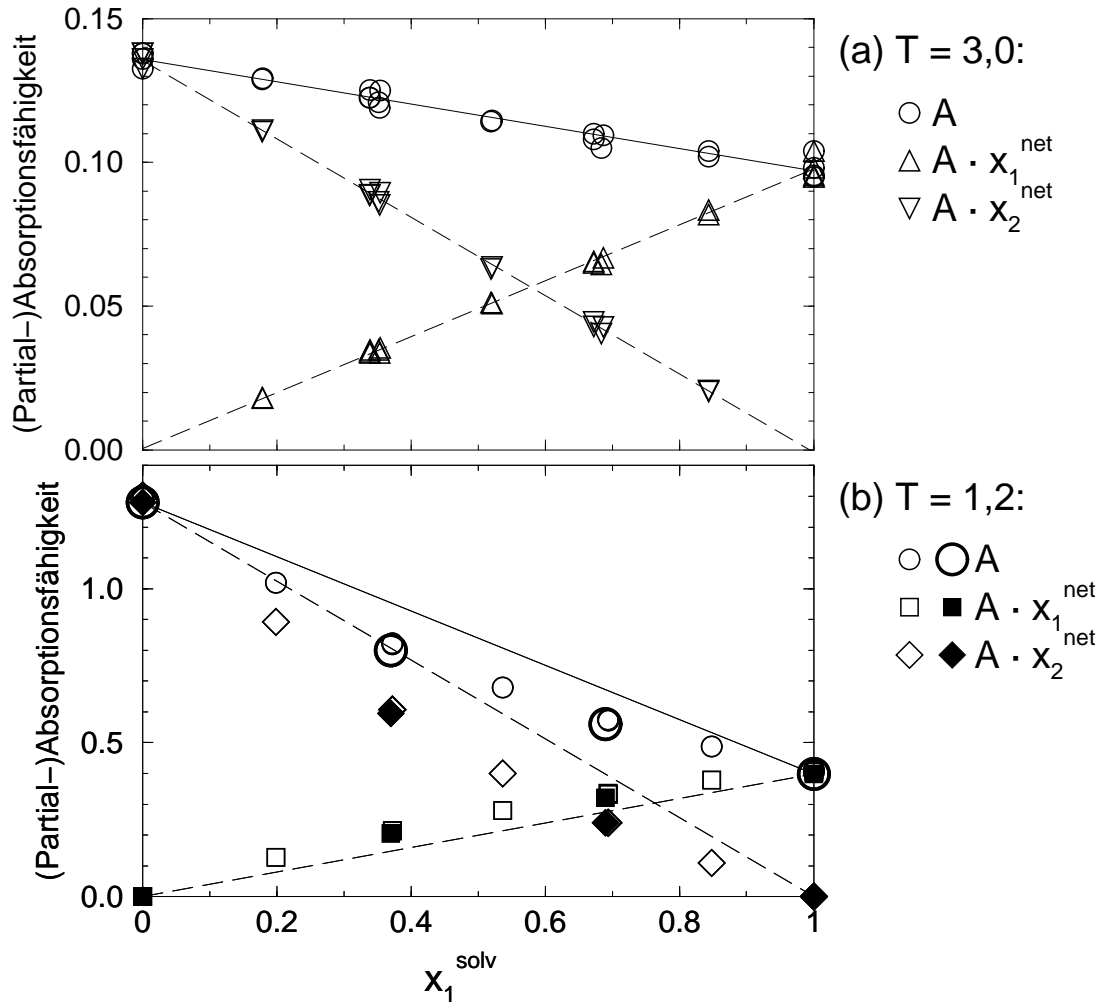 0.15
0.10
0.05
0.00
(Partial−)Absorptionsfähigkeit
(a) T = 3,0:
A
A · x₁ⁿᵉᵗ
A · x₂ⁿᵉᵗ
1.0
0.5
0.0
(Partial−)Absorptionsfähigkeit
(b) T = 1,2:
A
A · x₁ⁿᵉᵗ
A · x₂ⁿᵉᵗ
0 0.2 0.4 0.6 0.8 1
x₁ˢᵒˡᵛ